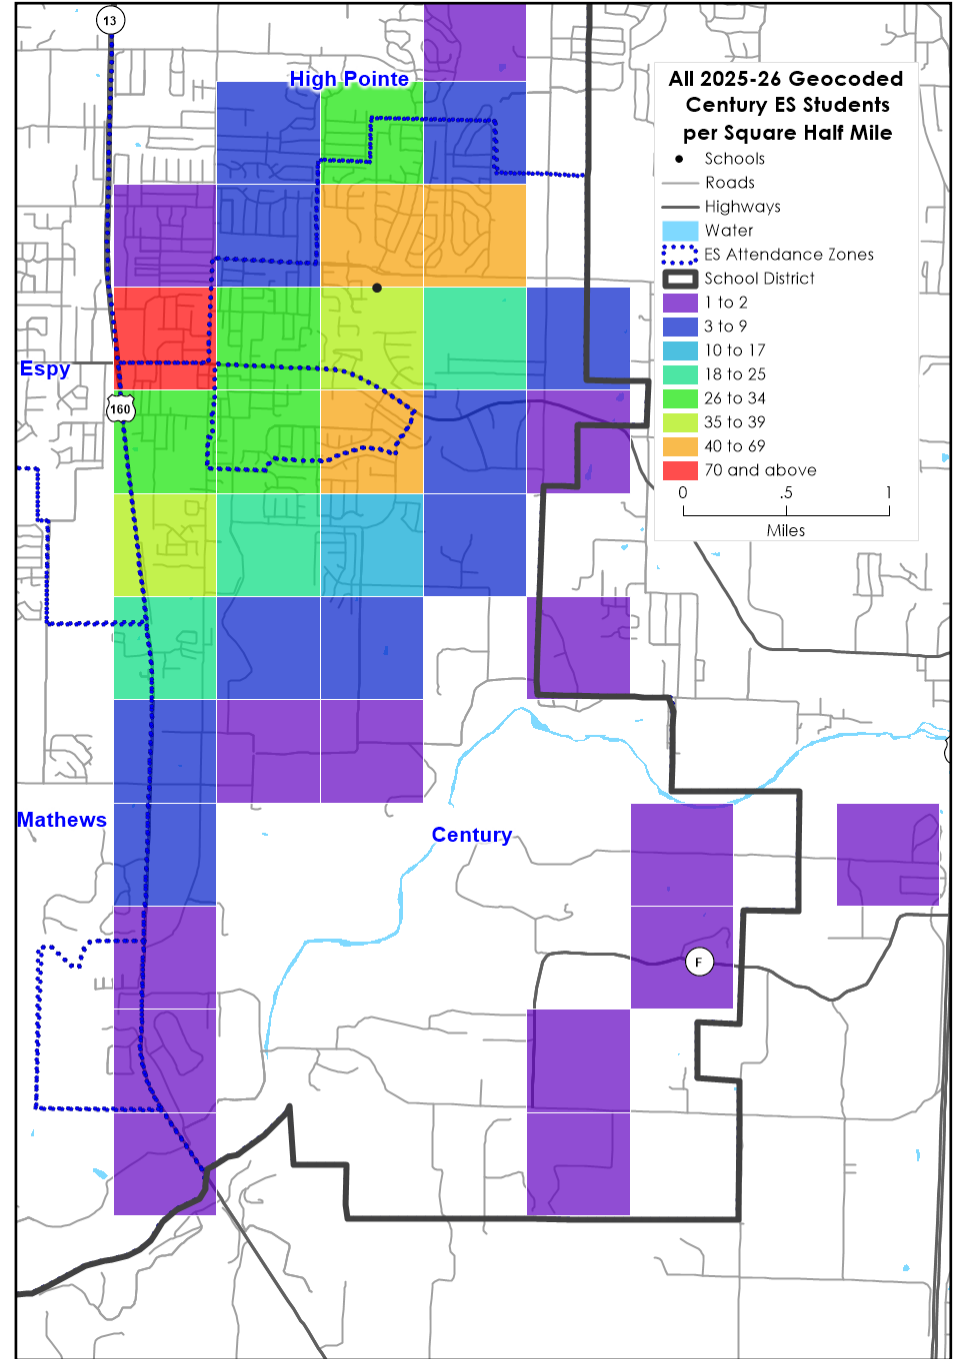 13
High Pointe
All 2025-26 Geocoded
Century ES Students
per Square Half Mile
Schools
Roads
Highways
Water
ES Attendance Zones
School District
1 to 2
3 to 9
10 to 17
18 to 25
26 to 34
35 to 39
40 to 69
70 and above
0 .5 1
Miles
Espy
160
Mathews
Century
F